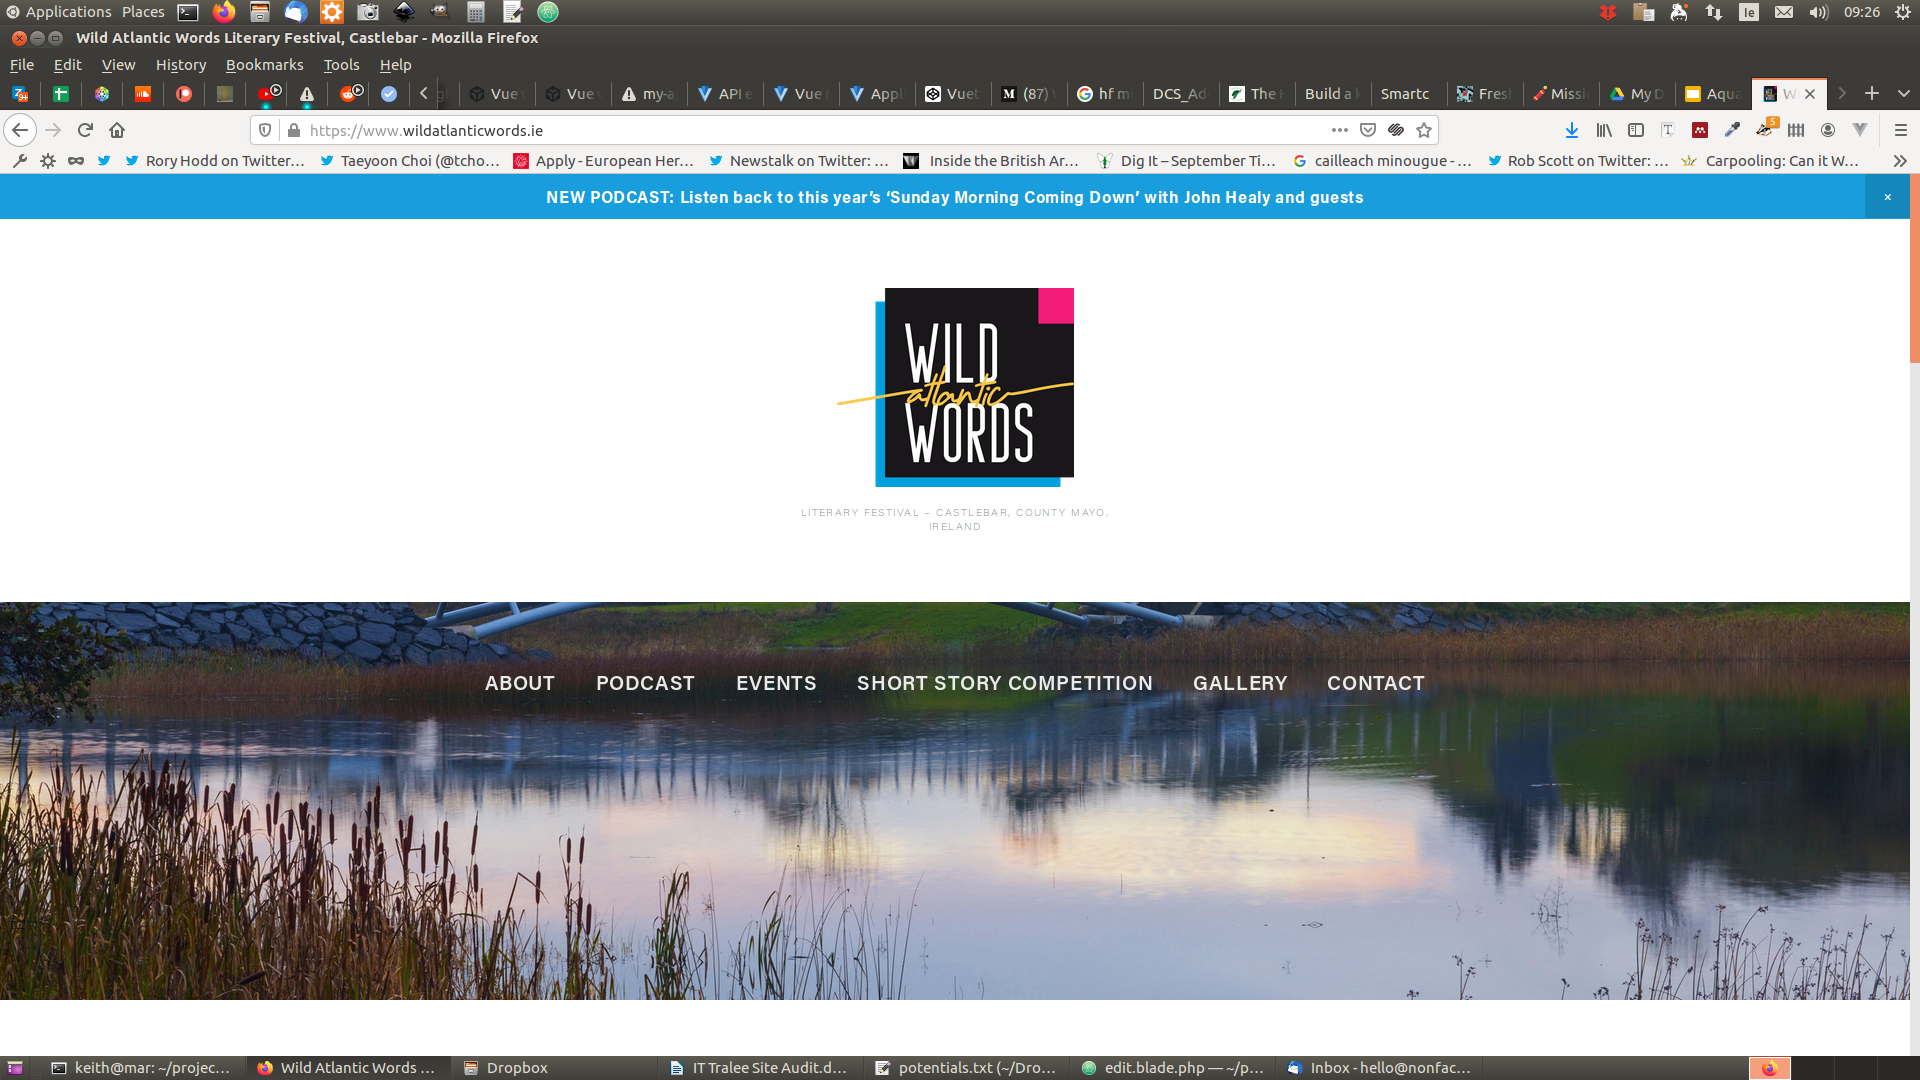 Applications Places
Ie
09:26
Wild Atlantic Words Literary Festival, Castlebar - Mozilla Firefox
File Edit View History Bookmarks Tools Help
Vue
Vue
my-a
API e
Vue
Appl
Vuet
(87)
hf m
DCS_Ad
The
Build a
Smartc
Fres
Missi
My D
Aqua
W
https://www.wildatlanticwords.ie
5
Rory Hodd on Twitter… Taeyoon Choi (@tcho… Apply - European Her… Newstalk on Twitter: … Inside the British Ar… Dig It – September Ti… cailleach minougue - … Rob Scott on Twitter: … Carpooling: Can it W…
NEW PODCAST: Listen back to this year's 'Sunday Morning Coming Down' with John Healy and guests
×
WILD
atlantic
WORDS
LITERARY FESTIVAL – CASTLEBAR, COUNTY MAYO,
IRELAND
ABOUT PODCAST EVENTS SHORT STORY COMPETITION GALLERY CONTACT
keith@mar: ~/projec… Wild Atlantic Words … Dropbox IT Tralee Site Audit.d… potentials.txt (~/Dro… edit.blade.php — ~/p… Inbox - hello@nonfac…